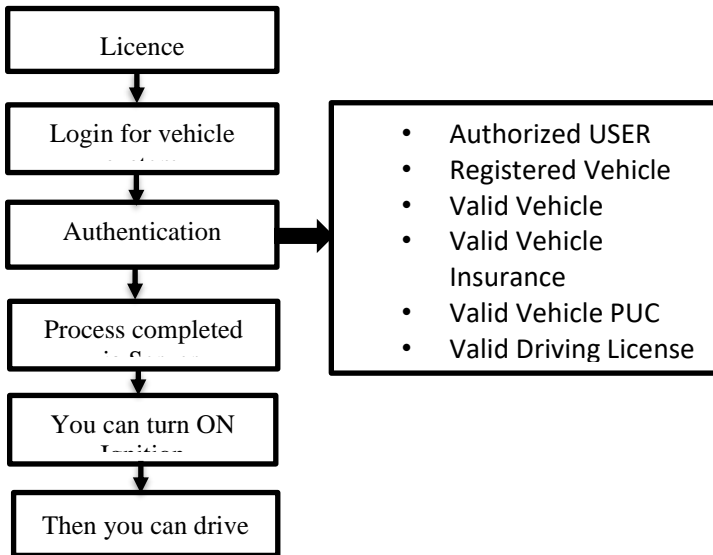 Licence
Login for vehicle
Authentication
Process completed
You can turn ON
Then you can drive
• Authorized USER
• Registered Vehicle
• Valid Vehicle
• Valid Vehicle
Insurance
• Valid Vehicle PUC
• Valid Driving License